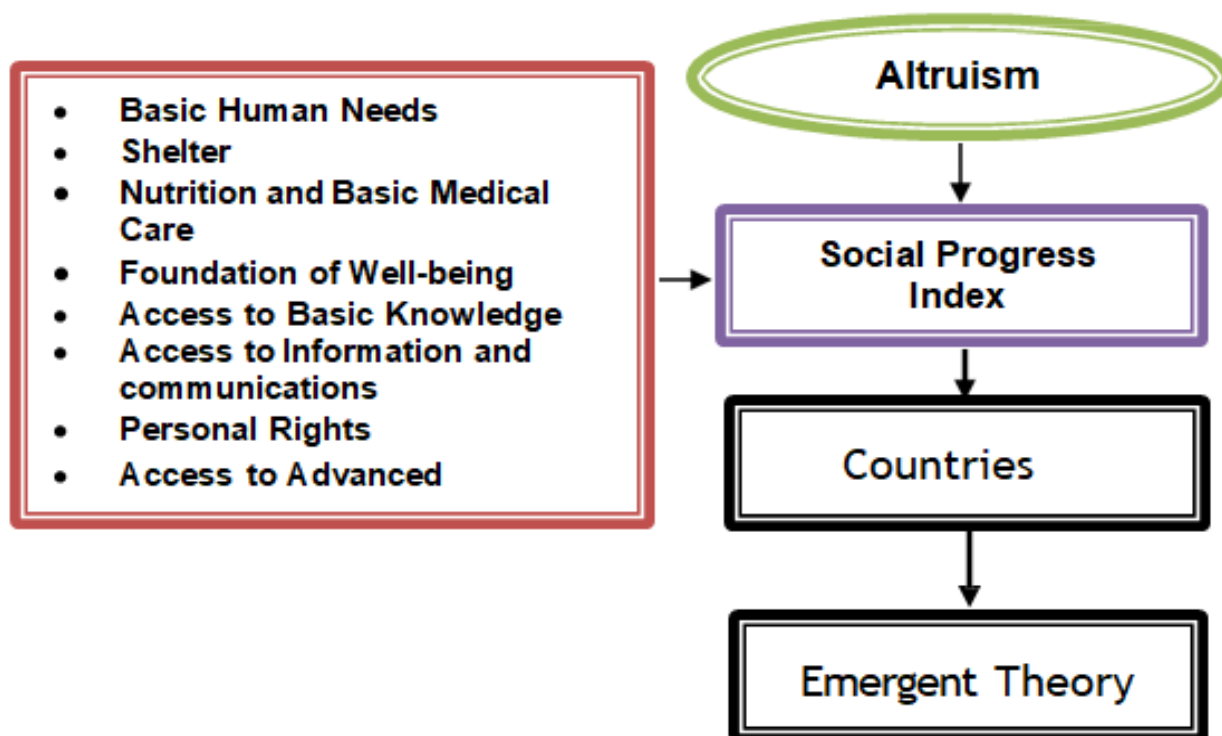 Altruism
• Basic Human Needs
• Shelter
• Nutrition and Basic Medical
Care
• Foundation of Well-being
• Access to Basic Knowledge
• Access to Information and
communications
• Personal Rights
• Access to Advanced
Social Progress
Index
Countries
Emergent Theory